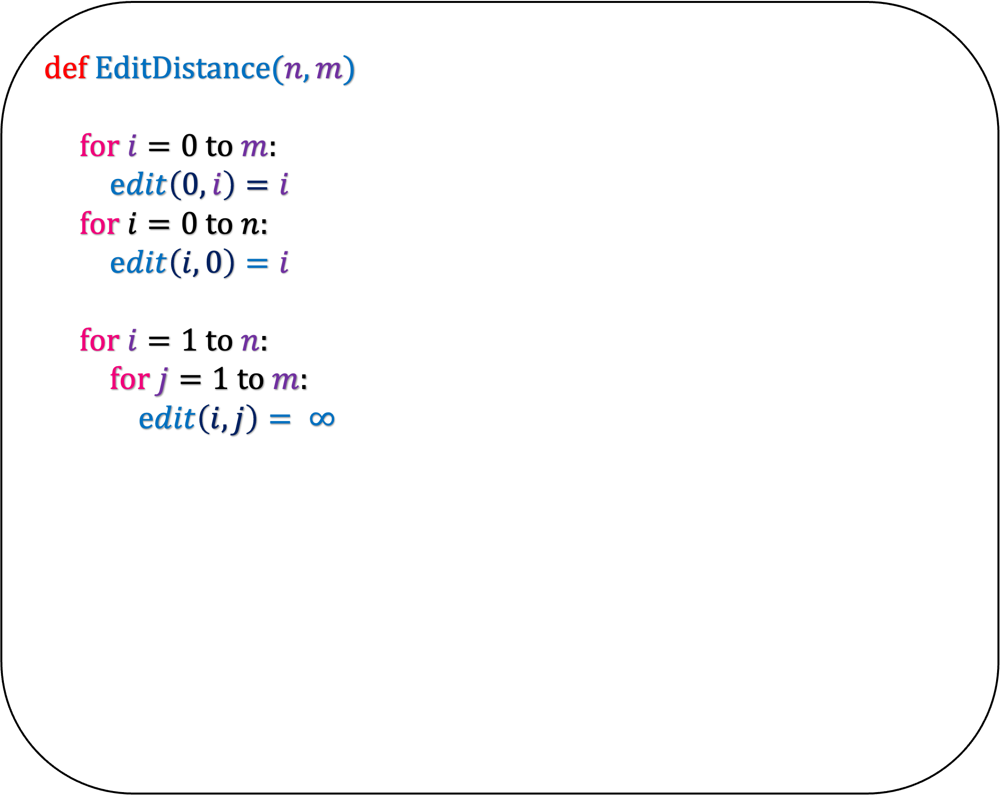 def EditDistance(n, m)
for i = 0 to m:
edit(0, i) = i
for i = 0 to n:
edit(i, 0) = i
for i = 1 to n:
for j = 1 to m:
edit(i, j) = ∞